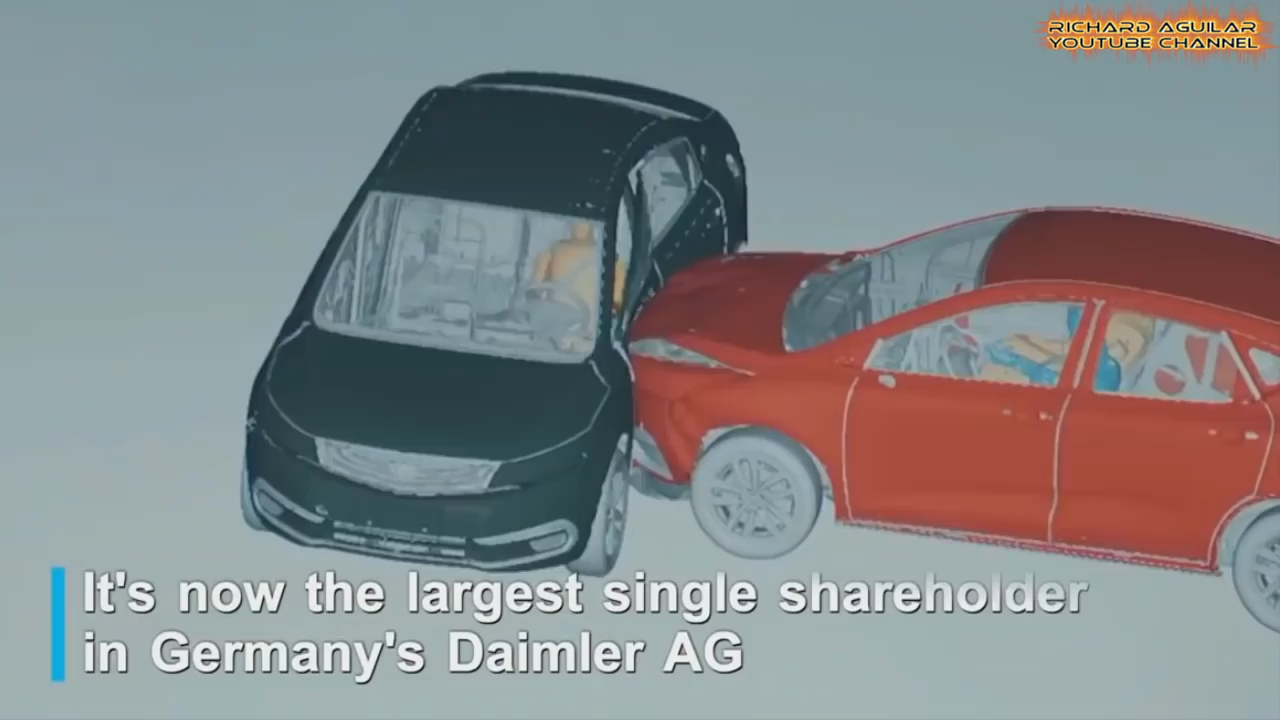 RICHARD AGUILAR
YOUTUBE CHANNEL
It's now the largest single shareholder
in Germany's Daimler AG